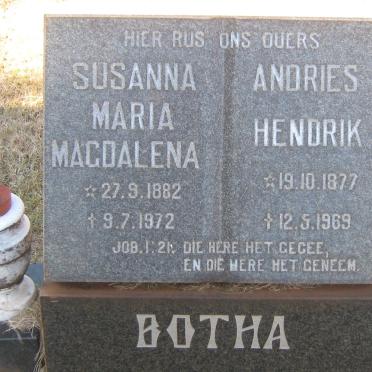 HIER RUS ONS OUERS
SUSANNA
MARIA
MAGDALENA
☆27.9.1882
✝9.7.1972
ANDRIES
HENDRIK
☆19.10.1877
✝12.5.1969
JOB. 1:21. DIE HERE HET GEGEE,
EN DIE HERE HET GENEEM.
BOTHA